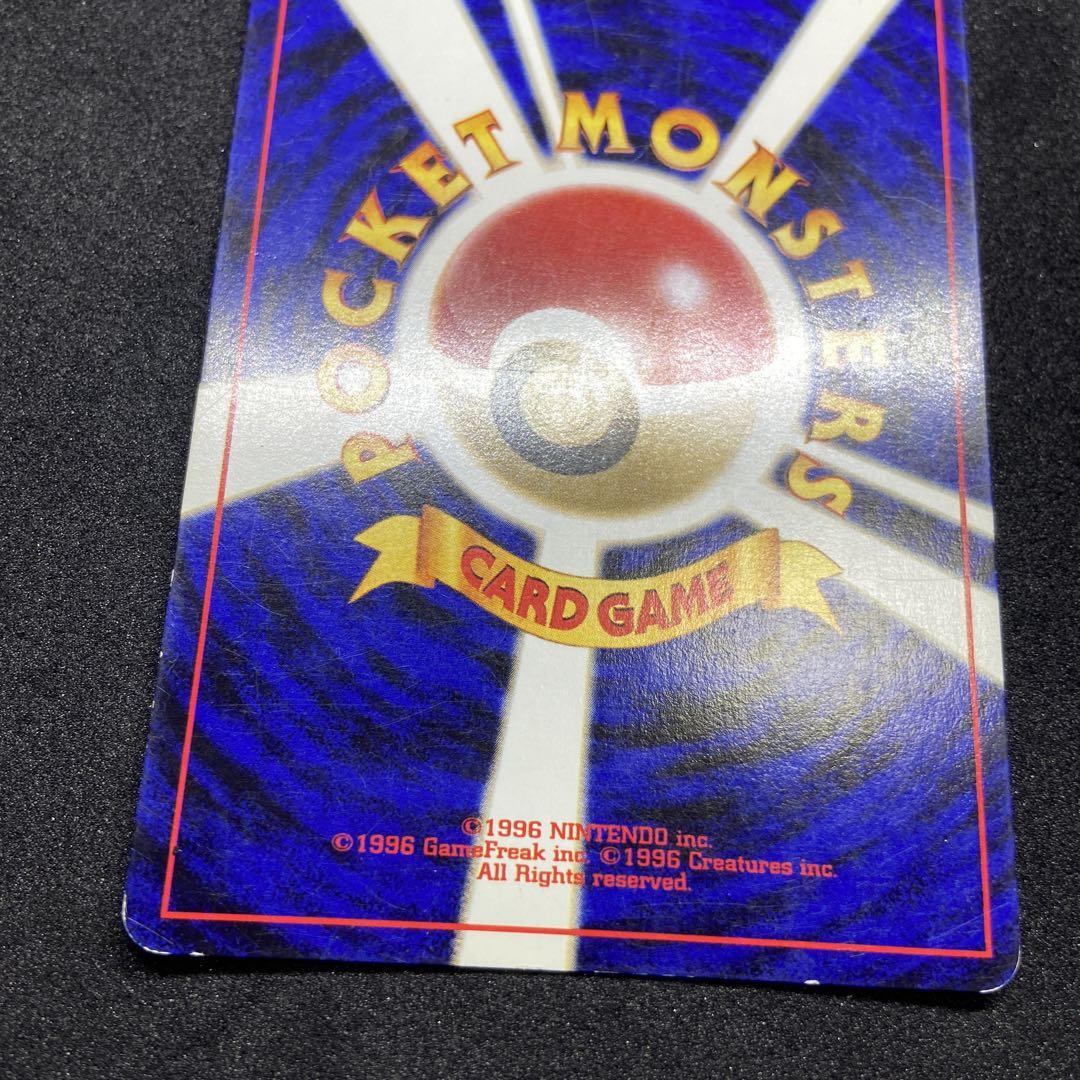 POCKET MONSTERS
CARD GAME
©1996 NINTENDO inc.
©1996 GameFreak inc. ©1996 Creatures inc.
All Rights reserved.